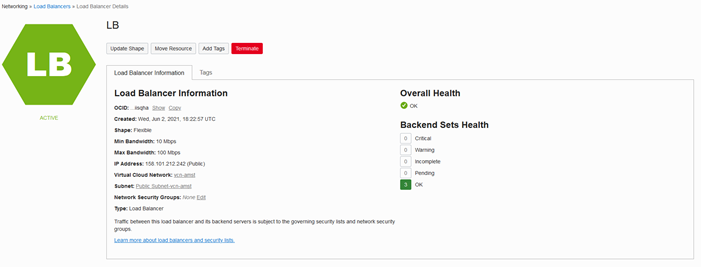 Networking » Load Balancers » Load Balancer Details
LB
LB
ACTIVE
Update Shape Move Resource Add Tags Terminate
Load Balancer Information Tags
Load Balancer Information
OCID: ...iisqha Show Copy
Created: Wed, Jun 2, 2021, 18:22:57 UTC
Shape: Flexible
Min Bandwidth: 10 Mbps
Max Bandwidth: 100 Mbps
IP Address: 158.101.212.242 (Public)
Virtual Cloud Network: vcn-amst
Subnet: Public Subnet-vcn-amst
Network Security Groups: None Edit
Type: Load Balancer
Traffic between this load balancer and its backend servers is subject to the governing security lists and network security
groups.
Learn more about load balancers and security lists.
Overall Health
OK
Backend Sets Health
0 Critical
0 Warning
0 Incomplete
0 Pending
3 OK